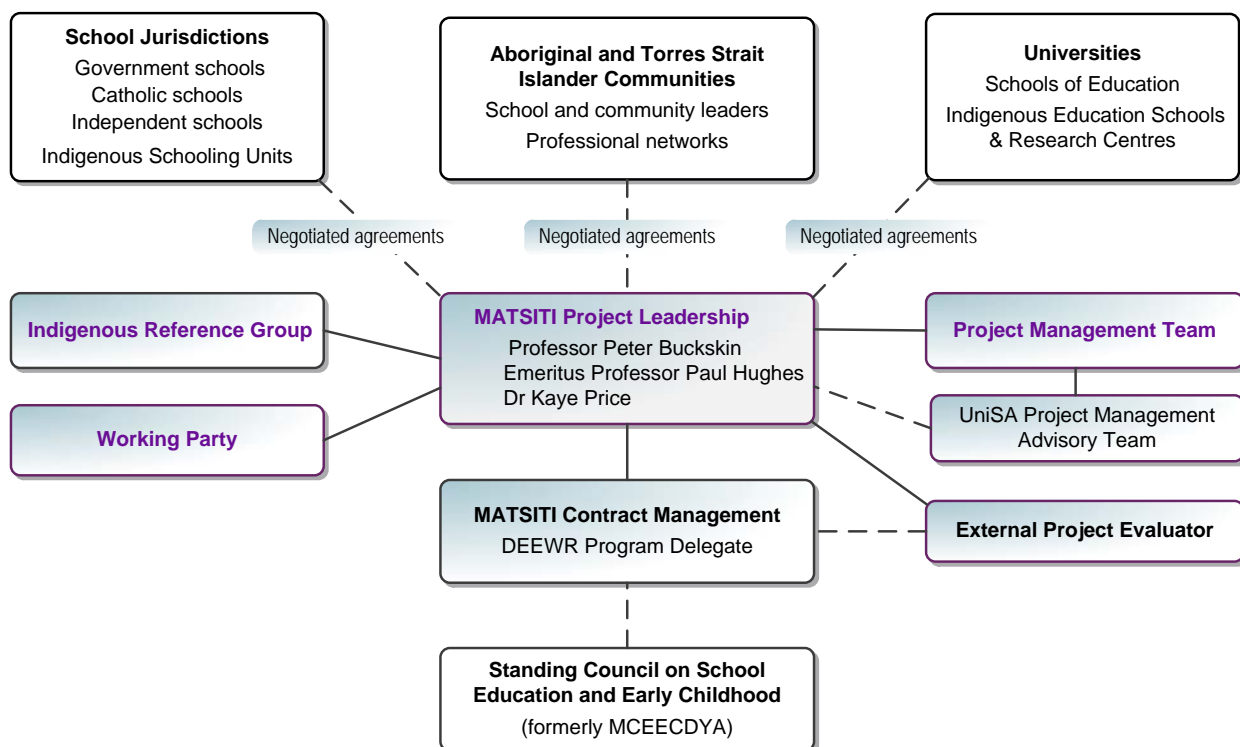 School Jurisdictions
Government schools
Catholic schools
Independent schools
Indigenous Schooling Units
Aboriginal and Torres Strait
Islander Communities
School and community leaders
Professional networks
Universities
Schools of Education
Indigenous Education Schools
& Research Centres
Negotiated agreements
Negotiated agreements
Negotiated agreements
Indigenous Reference Group
Working Party
MATSITI Project Leadership
Professor Peter Buckskin
Emeritus Professor Paul Hughes
Dr Kaye Price
Project Management Team
UniSA Project Management
Advisory Team
MATSITI Contract Management
DEEWR Program Delegate
External Project Evaluator
Standing Council on School
Education and Early Childhood
(formerly MCEECDYA)